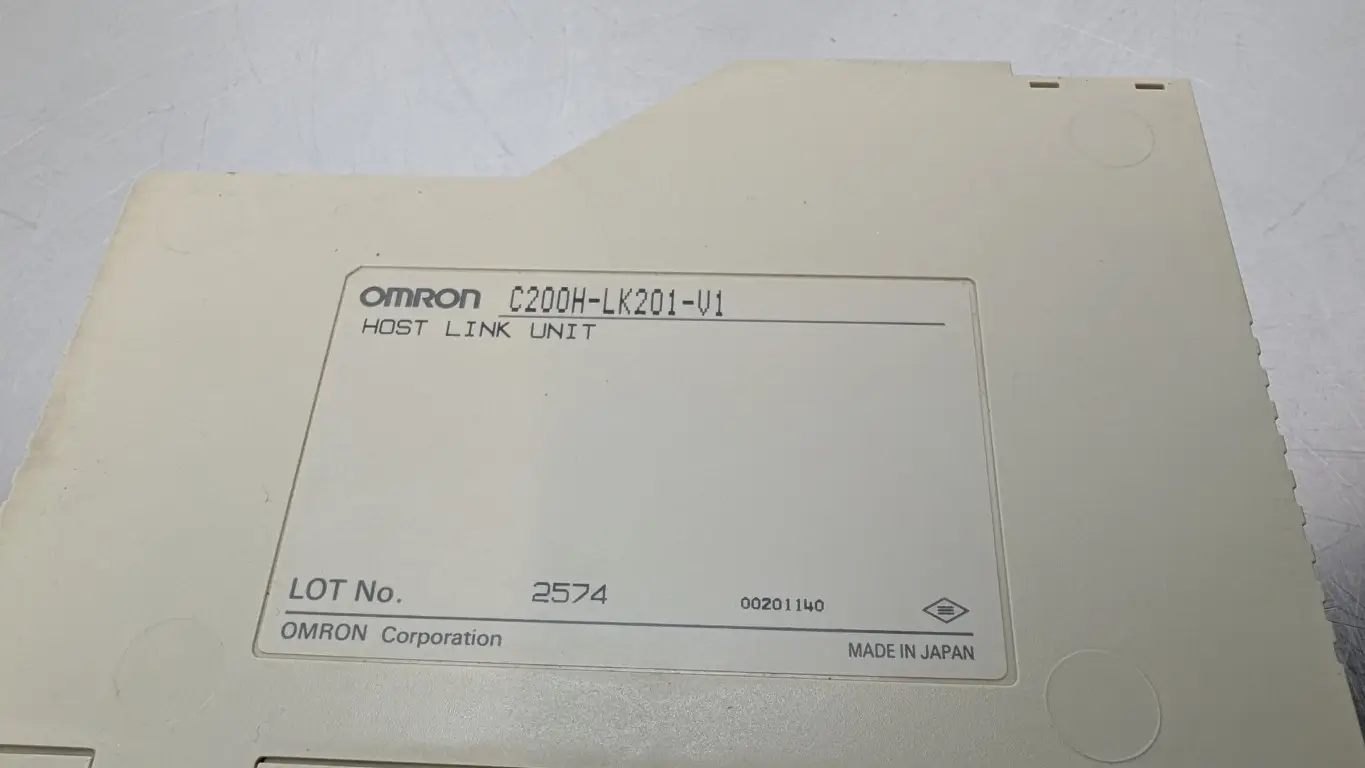 OMRON C200H-LK201-V1
HOST LINK UNIT
LOT No. 2574 00201140
OMRON Corporation MADE IN JAPAN